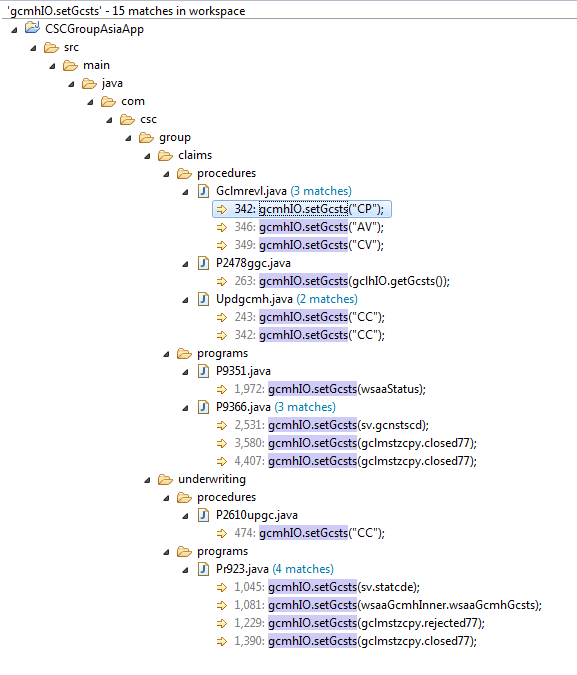 'gcmhIO.setGcsts' - 15 matches in workspace
CSCGroupAsiaApp
src
main
java
com
csc
group
claims
procedures
Gclmrevl.java (3 matches)
342: gcmhIO.setGcsts("CP");
346: gcmhIO.setGcsts("AV");
349: gcmhIO.setGcsts("CV");
P2478ggc.java
263: gcmhIO.setGcsts(gclhIO.getGcsts());
Updgcmh.java (2 matches)
243: gcmhIO.setGcsts("CC");
342: gcmhIO.setGcsts("CC");
programs
P9351.java
1,972: gcmhIO.setGcsts(wsaaStatus);
P9366.java (3 matches)
2,531: gcmhIO.setGcsts(sv.gcnstscd);
3,580: gcmhIO.setGcsts(gclmstzcpy.closed77);
4,407: gcmhIO.setGcsts(gclmstzcpy.closed77);
underwriting
procedures
P2610upgc.java
474: gcmhIO.setGcsts("CC");
programs
Pr923.java (4 matches)
1,045: gcmhIO.setGcsts(sv.statcde);
1,081: gcmhIO.setGcsts(wsaaGcmhInner.wsaaGcmhGcsts);
1,229: gcmhIO.setGcsts(gclmstzcpy.rejected77);
1,390: gcmhIO.setGcsts(gclmstzcpy.closed77);